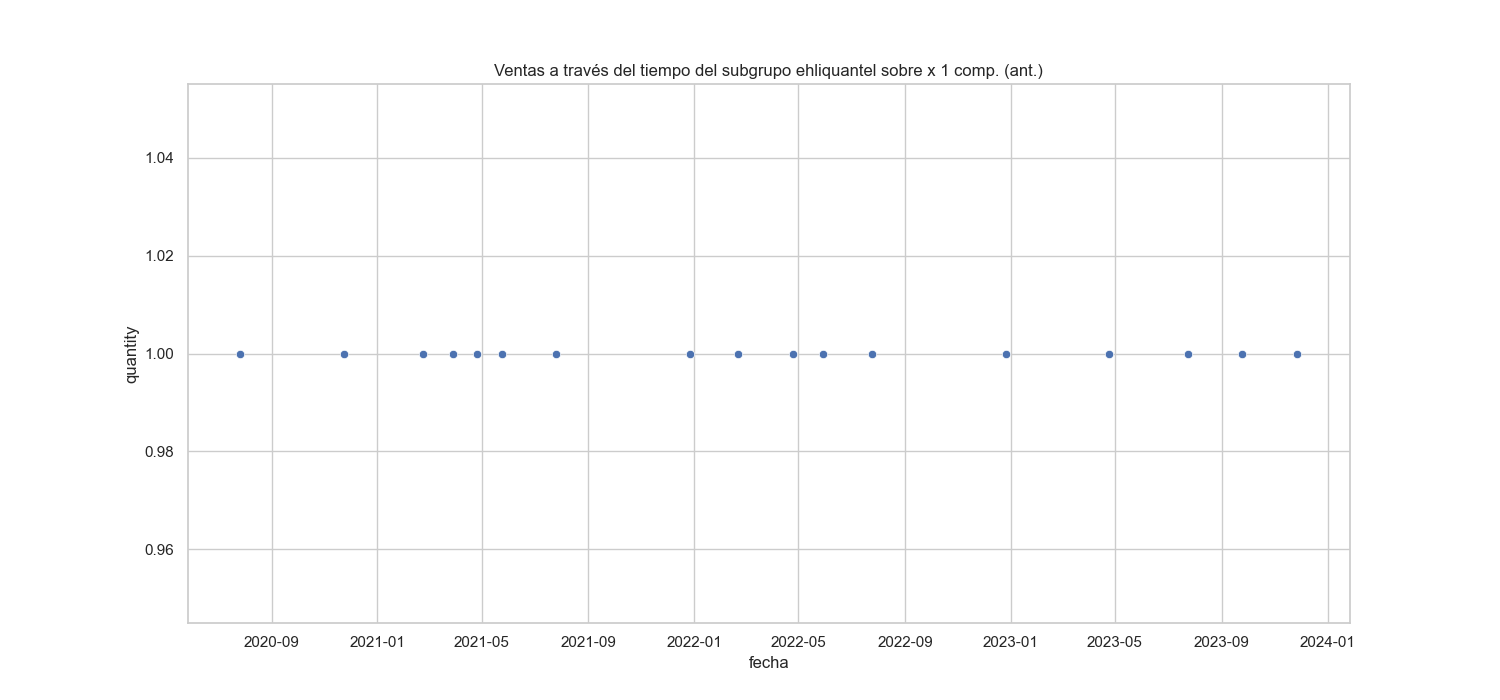 Ventas a través del tiempo del subgrupo ehliquantel sobre x 1 comp. (ant.)
1.04
1.02
1.00
0.98
0.96
quantity
2020-09 2021-01 2021-05 2021-09 2022-01 2022-05 2022-09 2023-01 2023-05 2023-09 2024-01
fecha